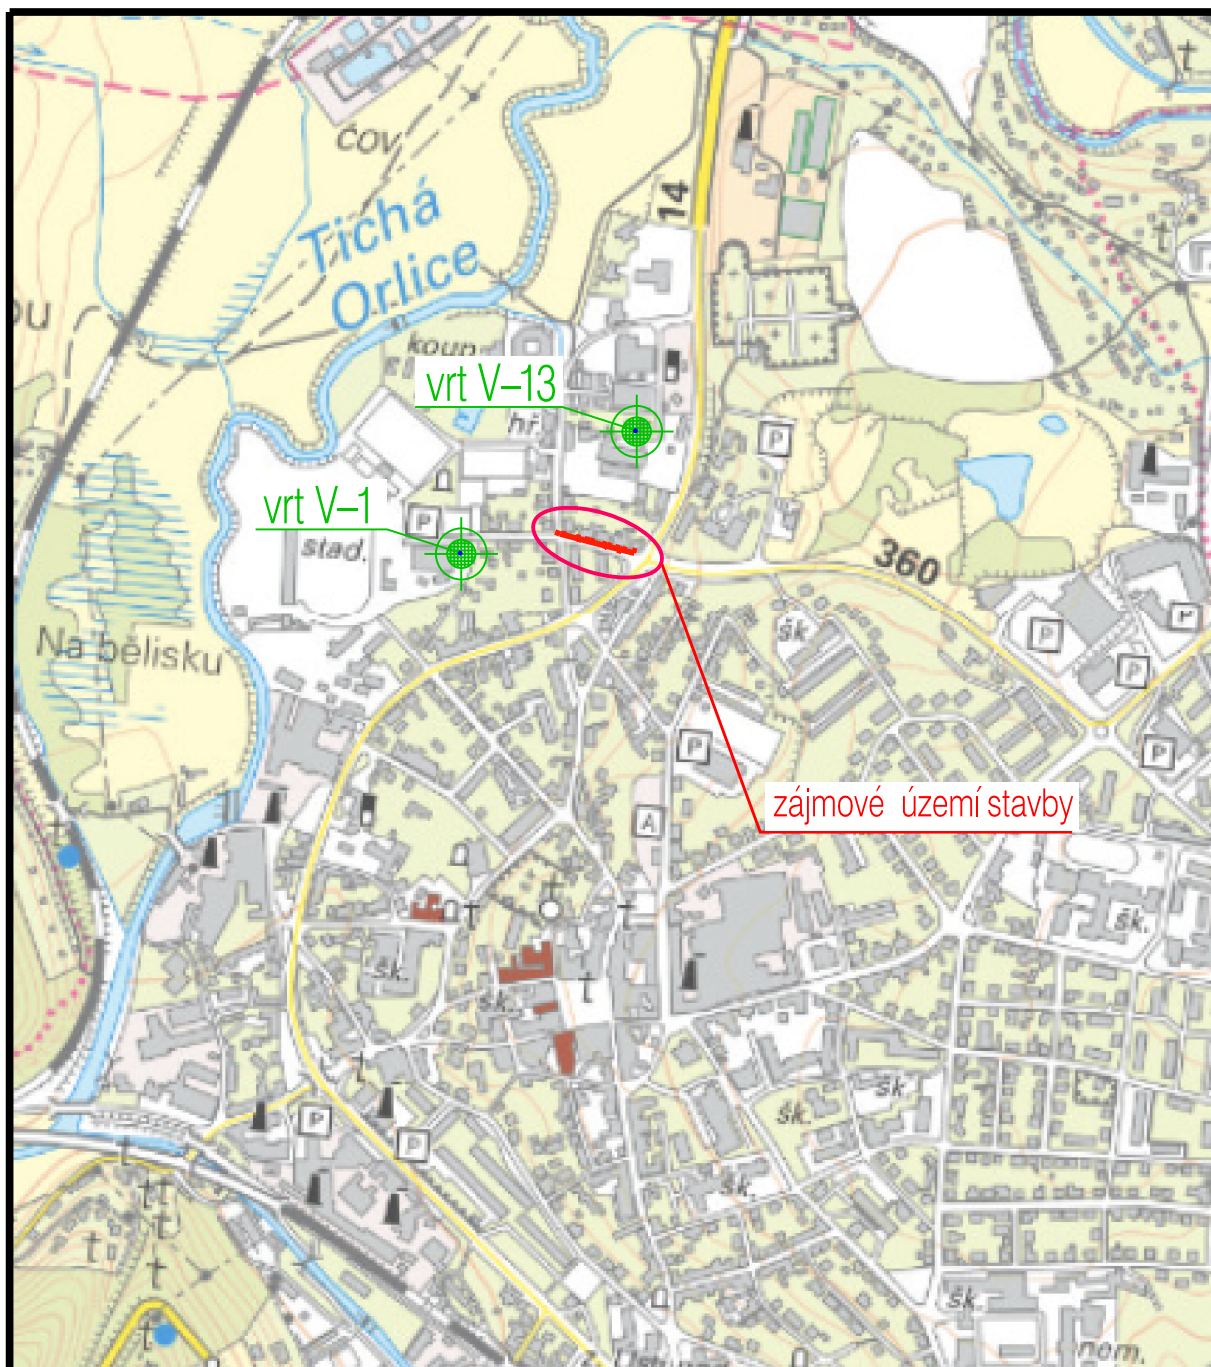 14
ČOV
Tichá
Orlice
ou
koup
vrt V–13
hř.
P
vrt V–1
P
stad.
360
šk
P
P
P
Na bělisku
P
P
zájmové území stavby
A
šk.
šk.
šk.
šk
šk.
P
P
šk.
šk
nem.